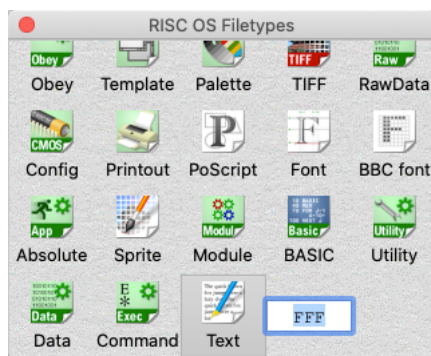 RISC OS Filetypes
Obey TIFF Raw
Obey Template Palette TIFF RawData
CMOS
Config Printout PoScript Font BBC font
App Modul Basic Utility
Absolute Sprite Module BASIC Utility
Data E * Exec
Data Command Text
FFF